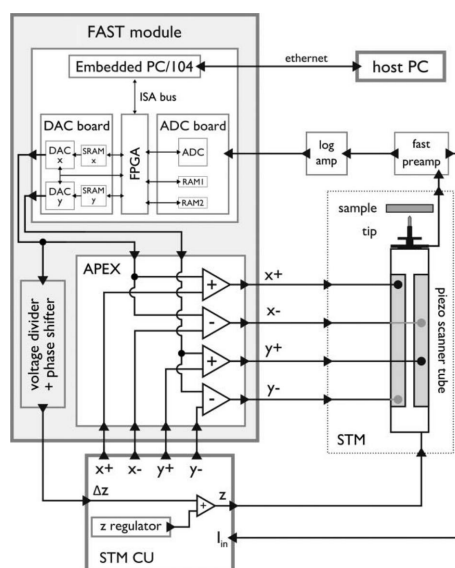 FAST module
Embedded PC/104
ethernet
host PC
ISA bus
DAC board
ADC board
DAC
x
SRAM
x
FPGA
ADC
DAC
y
SRAM
y
RAM1
RAM2
log
amp
fast
preamp
sample
tip
piezo scanner tube
STM
APEX
+
x+
-
x-
+
y+
-
y-
voltage divider
+ phase shifter
x+ x- y+ y-
Δz
+
z
z regulator
Iin
STM CU